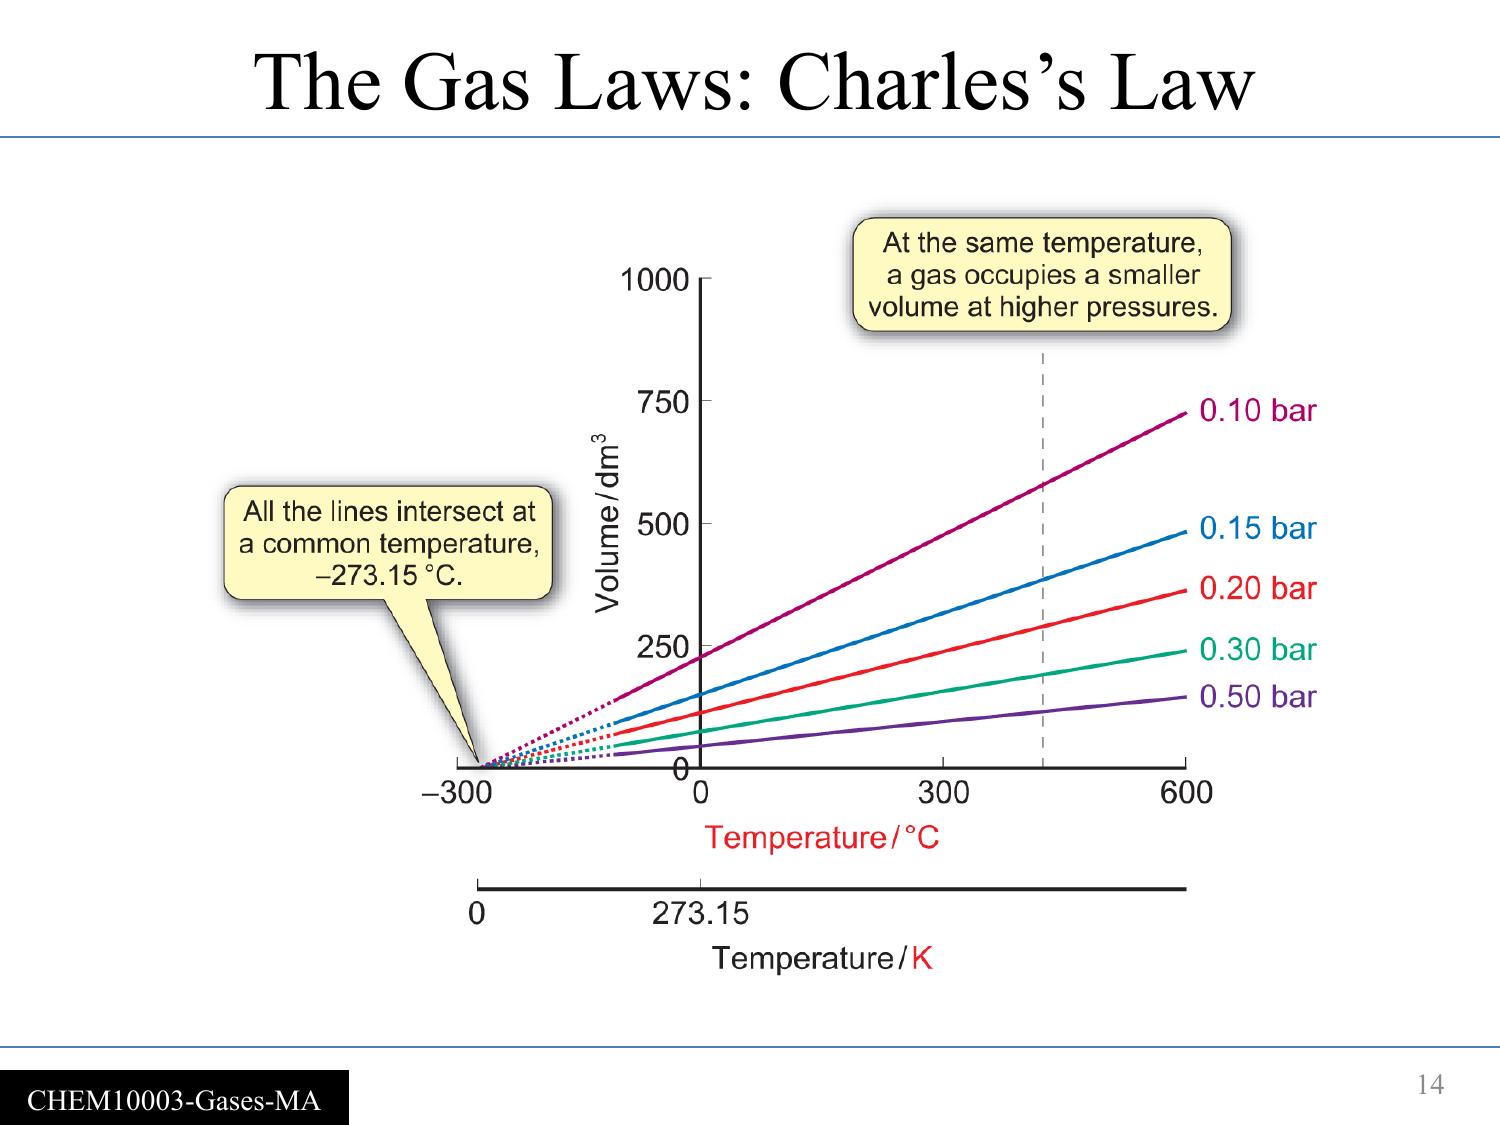 The Gas Laws: Charles’s Law
At the same temperature,
a gas occupies a smaller
volume at higher pressures.
1000
750
500
250
0
Volume / dm³
0.10 bar
0.15 bar
0.20 bar
0.30 bar
0.50 bar
All the lines intersect at
a common temperature,
–273.15 °C.
–300 0 300 600
Temperature / °C
0 273.15
Temperature / K
CHEM10003-Gases-MA
14